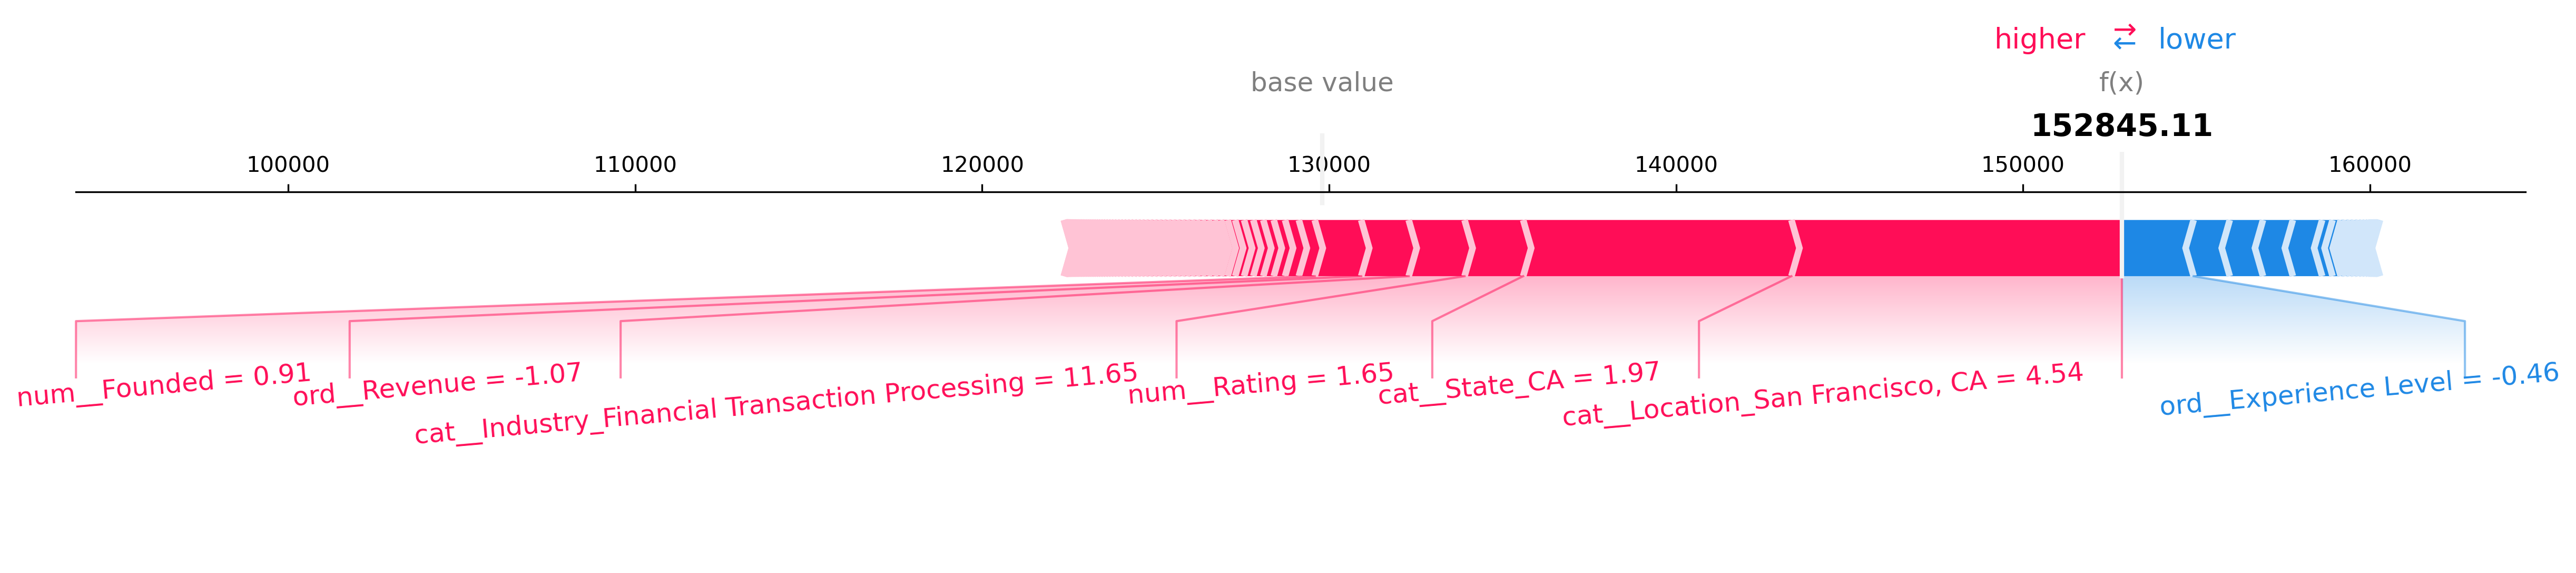 higher ⇄ lower
base value f(x)
152845.11
100000 110000 120000 130000 140000 150000 160000
num__Founded = 0.91
ord__Revenue = -1.07
cat__Industry_Financial Transaction Processing = 11.65
num__Rating = 1.65
cat__State_CA = 1.97
cat__Location_San Francisco, CA = 4.54
ord__Experience Level = -0.46